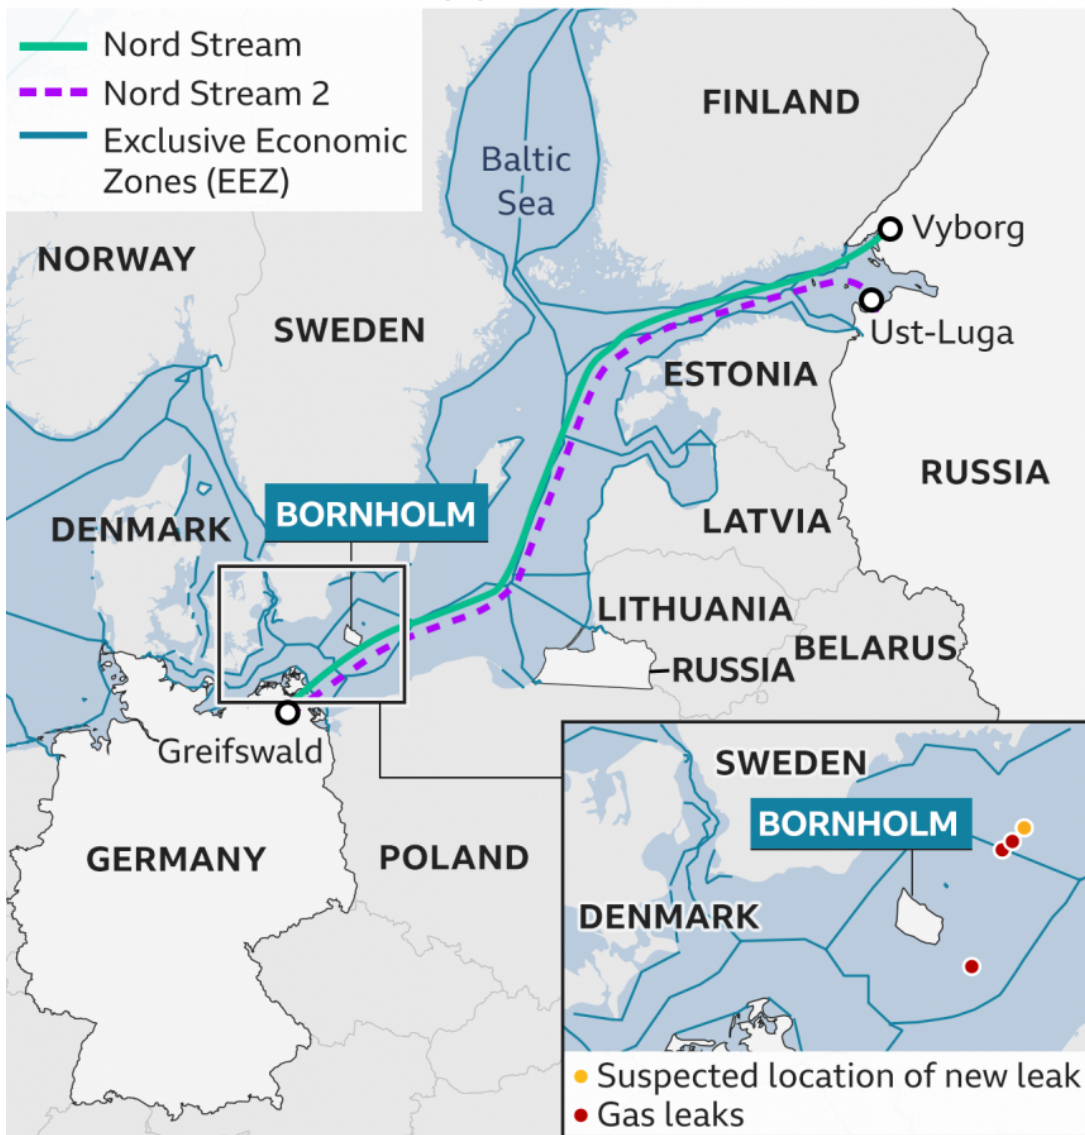 Nord Stream
Nord Stream 2
Exclusive Economic
Zones (EEZ)
FINLAND
Baltic
Sea
Vyborg
NORWAY
SWEDEN
Ust-Luga
ESTONIA
RUSSIA
BORNHOLM
DENMARK
LATVIA
LITHUANIA
BELARUS
RUSSIA
Greifswald
GERMANY
POLAND
SWEDEN
BORNHOLM
DENMARK
Suspected location of new leak
Gas leaks